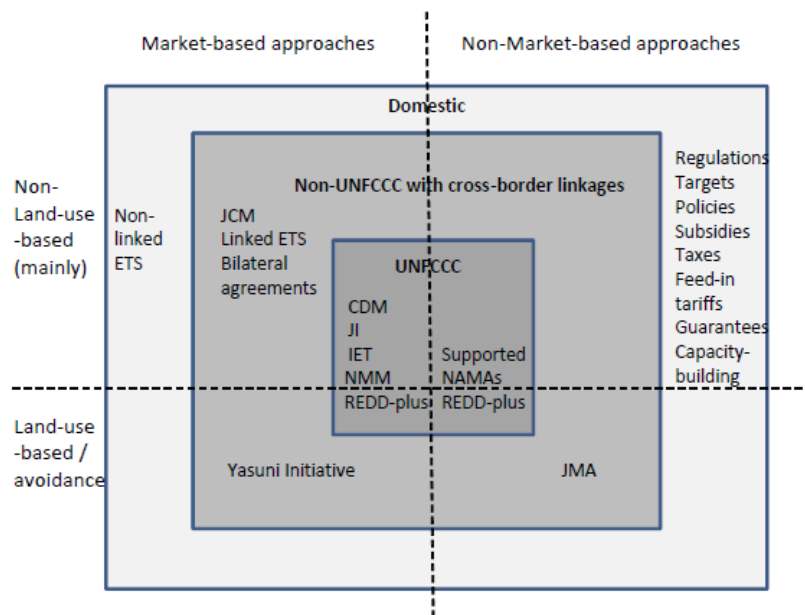 Market-based approaches
Non-Market-based approaches
Domestic
Non-
Land-use
-based
(mainly)
Non-
linked
ETS
Non-UNFCCC with cross-border linkages
JCM
Linked ETS
Bilateral
agreements
UNFCCC
CDM
JI
IET
NMM
REDD-plus
Supported
NAMAs
REDD-plus
Regulations
Targets
Policies
Subsidies
Taxes
Feed-in
tariffs
Guarantees
Capacity-
building
Land-use
-based /
avoidance
Yasuni Initiative
JMA